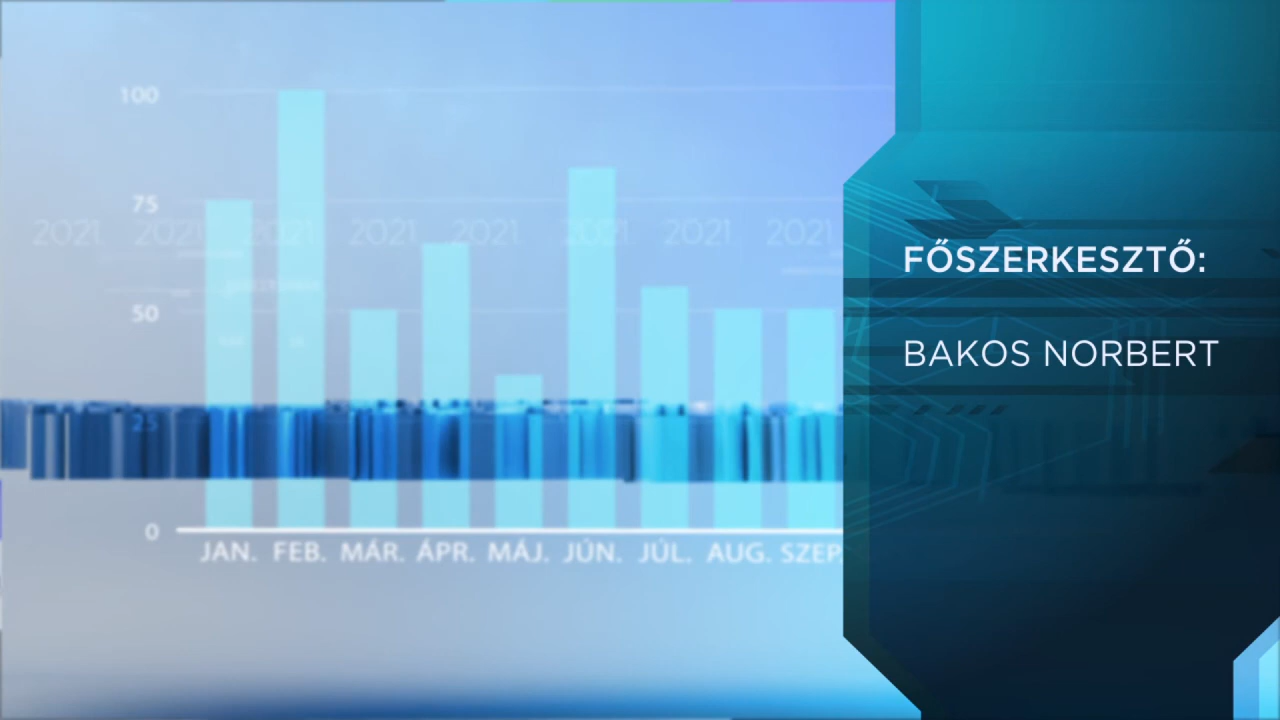 100
75
2021 2021 2021 2021 2021 2021 2021 2021
50
25
0
JAN. FEB. MÁR. ÁPR. MÁJ. JÚN. JÚL. AUG. SZEP.
FŐSZERKESZTŐ:
BAKOS NORBERT